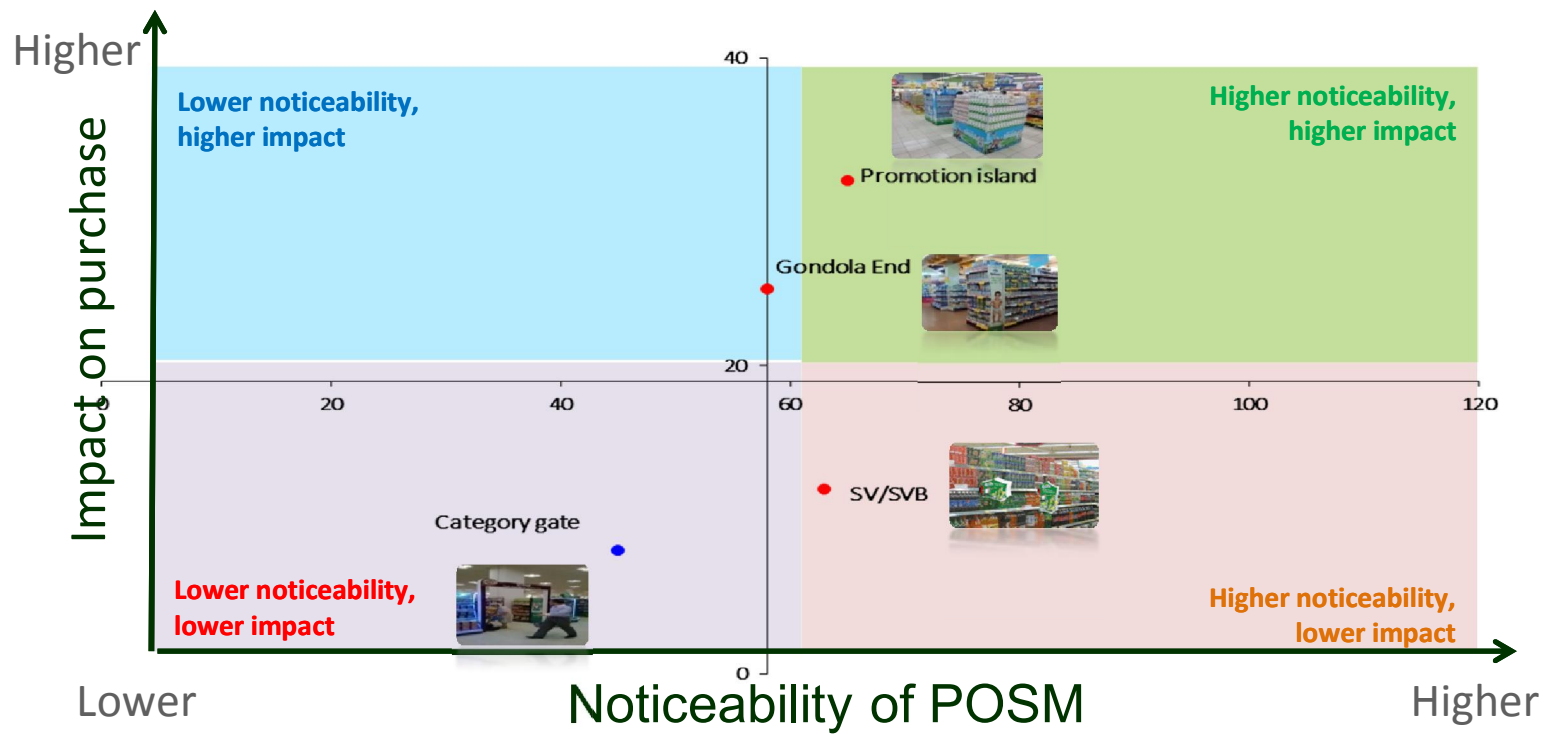 Higher
Impact on purchase
40
Lower noticeability,
higher impact
Higher noticeability,
higher impact
Promotion island
Gondola End
20
0
20
40
60
80
100
120
SV/SVB
Category gate
Lower noticeability,
lower impact
Higher noticeability,
lower impact
0
Lower
Noticeability of POSM
Higher